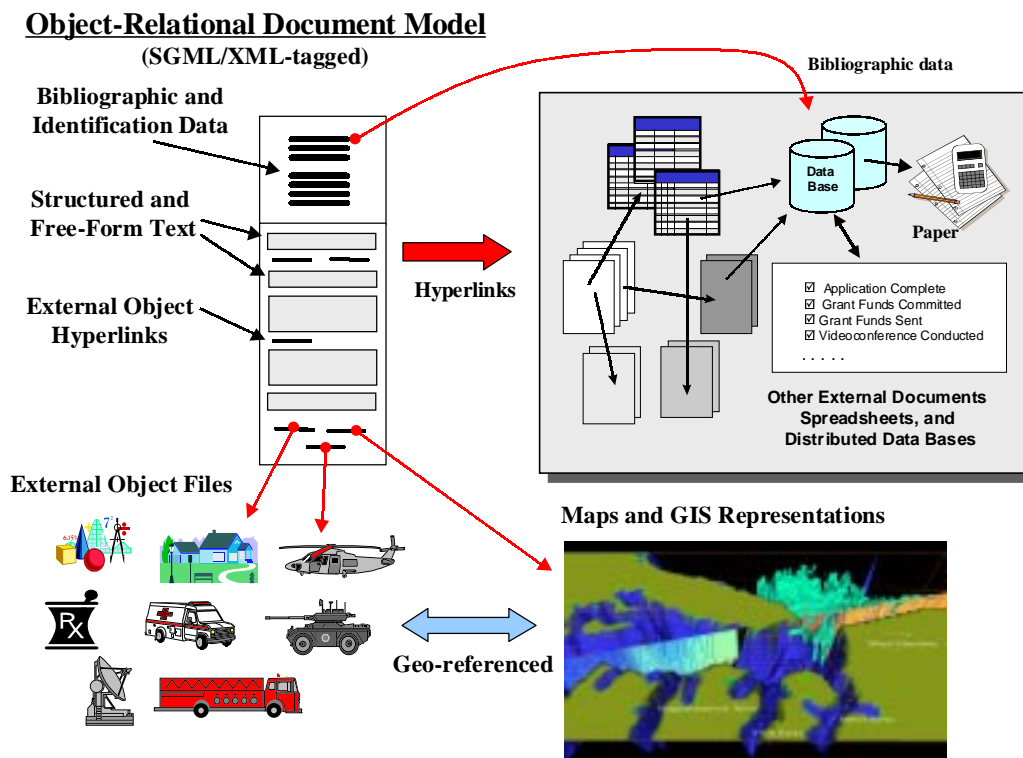 Object-Relational Document Model
(SGML/XML-tagged)
Bibliographic data
Bibliographic and
Identification Data
Data
Base
Structured and
Free-Form Text
Paper
Hyperlinks
External Object
Hyperlinks
☑ Application Complete
☑ Grant Funds Committed
☑ Grant Funds Sent
☑ Videoconference Conducted
. . . . .
Other External Documents
Spreadsheets, and
Distributed Data Bases
External Object Files
Maps and GIS Representations
Rx
Geo-referenced